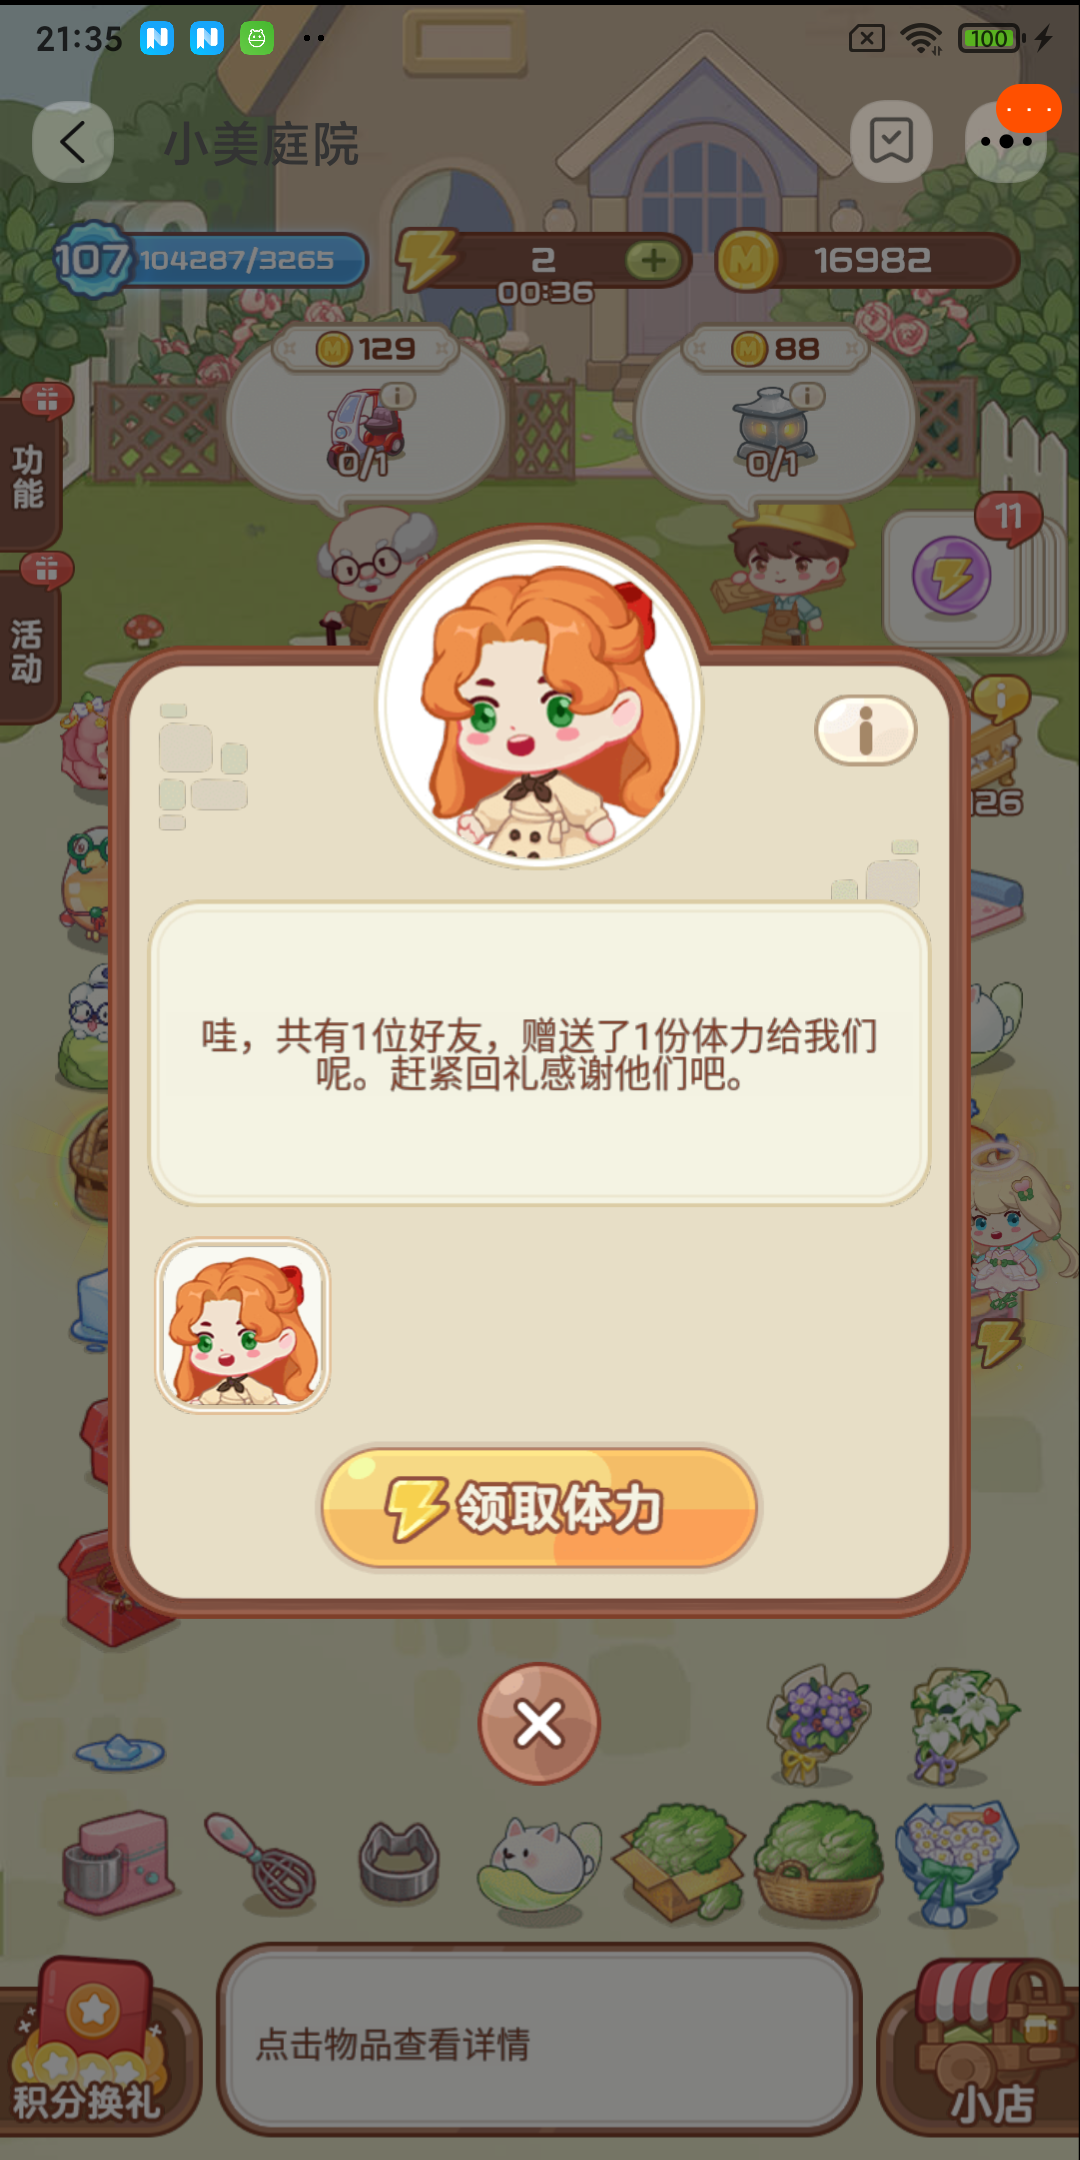 21:35
100
小美庭院
107
104287/3265
2
00:36
16982
129
88
0/1
0/1
功能
11
活动
126
哇，共有1位好友，赠送了1份体力给我们
呢。赶紧回礼感谢他们吧。
领取体力
点击物品查看详情
积分换礼
小店